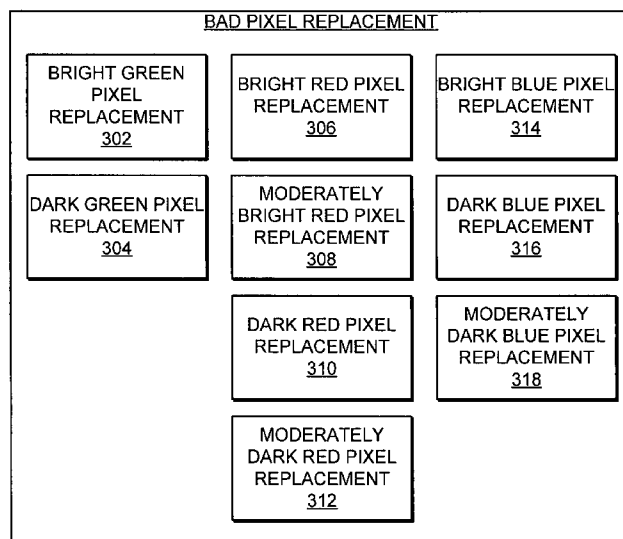 BAD PIXEL REPLACEMENT
BRIGHT GREEN
PIXEL
REPLACEMENT
302
DARK GREEN PIXEL
REPLACEMENT
304
BRIGHT RED PIXEL
REPLACEMENT
306
MODERATELY
BRIGHT RED PIXEL
REPLACEMENT
308
DARK RED PIXEL
REPLACEMENT
310
MODERATELY
DARK RED PIXEL
REPLACEMENT
312
BRIGHT BLUE PIXEL
REPLACEMENT
314
DARK BLUE PIXEL
REPLACEMENT
316
MODERATELY
DARK BLUE PIXEL
REPLACEMENT
318